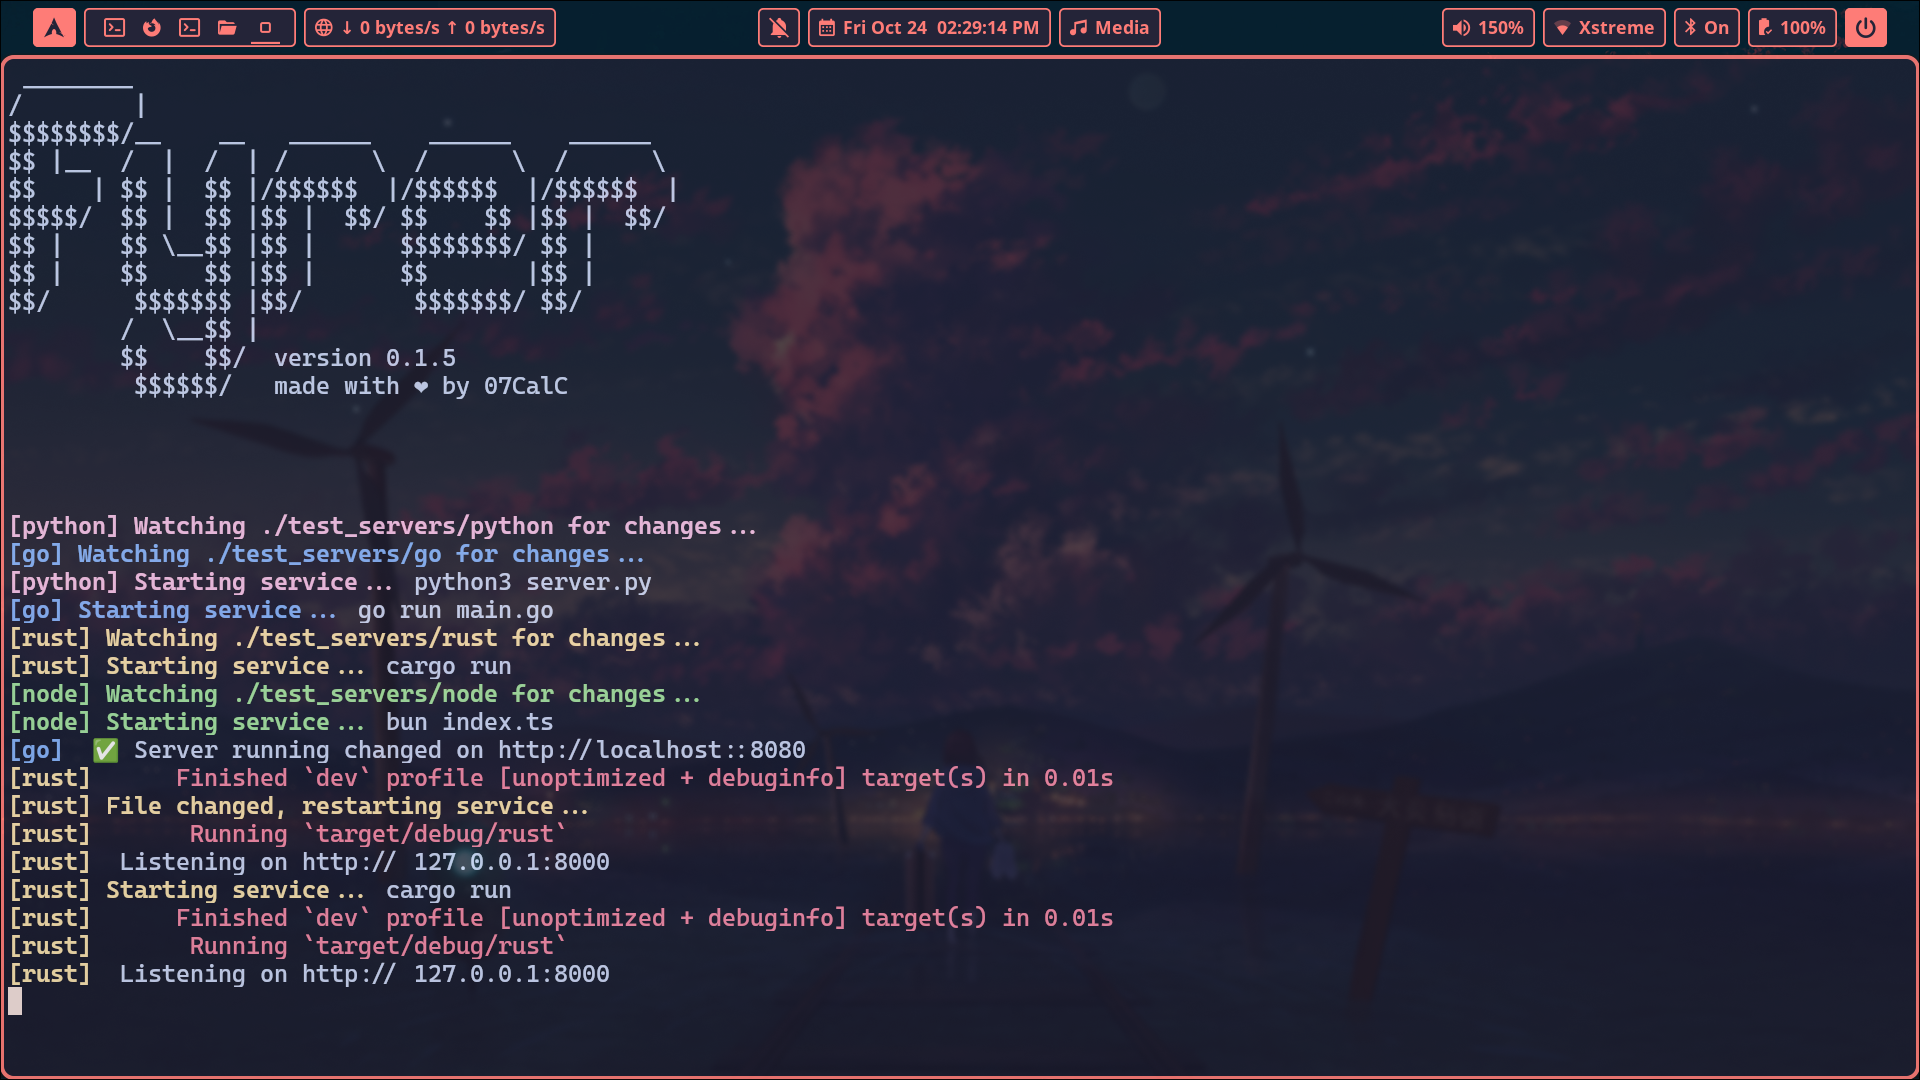 ↓ 0 bytes/s ↑ 0 bytes/s
Fri Oct 24 02:29:14 PM
Media
150%
Xstreme
On
100%
 ________
/        |
$$$$$$$$/__    __   ______    ______    ______
$$ |__  /  |  /  | /      \  /      \  /      \
$$    | $$ |  $$ |/$$$$$$  |/$$$$$$  |/$$$$$$  |
$$$$$/  $$ |  $$ |$$ |  $$/ $$    $$ |$$ |  $$/
$$ |    $$ \__$$ |$$ |      $$$$$$$$/ $$ |
$$ |    $$    $$ |$$ |      $$       |$$ |
$$/      $$$$$$$ |$$/        $$$$$$$/ $$/
        /  \__$$ |
        $$    $$/  version 0.1.5
         $$$$$$/   made with ❤ by 07CalC
[python] Watching ./test_servers/python for changes...
[go] Watching ./test_servers/go for changes...
[python] Starting service... python3 server.py
[go] Starting service... go run main.go
[rust] Watching ./test_servers/rust for changes...
[rust] Starting service... cargo run
[node] Watching ./test_servers/node for changes...
[node] Starting service... bun index.ts
[go]  ✅ Server running changed on http://localhost::8080
[rust]      Finished `dev` profile [unoptimized + debuginfo] target(s) in 0.01s
[rust] File changed, restarting service...
[rust]       Running `target/debug/rust`
[rust]  Listening on http:// 127.0.0.1:8000
[rust] Starting service... cargo run
[rust]      Finished `dev` profile [unoptimized + debuginfo] target(s) in 0.01s
[rust]       Running `target/debug/rust`
[rust]  Listening on http:// 127.0.0.1:8000